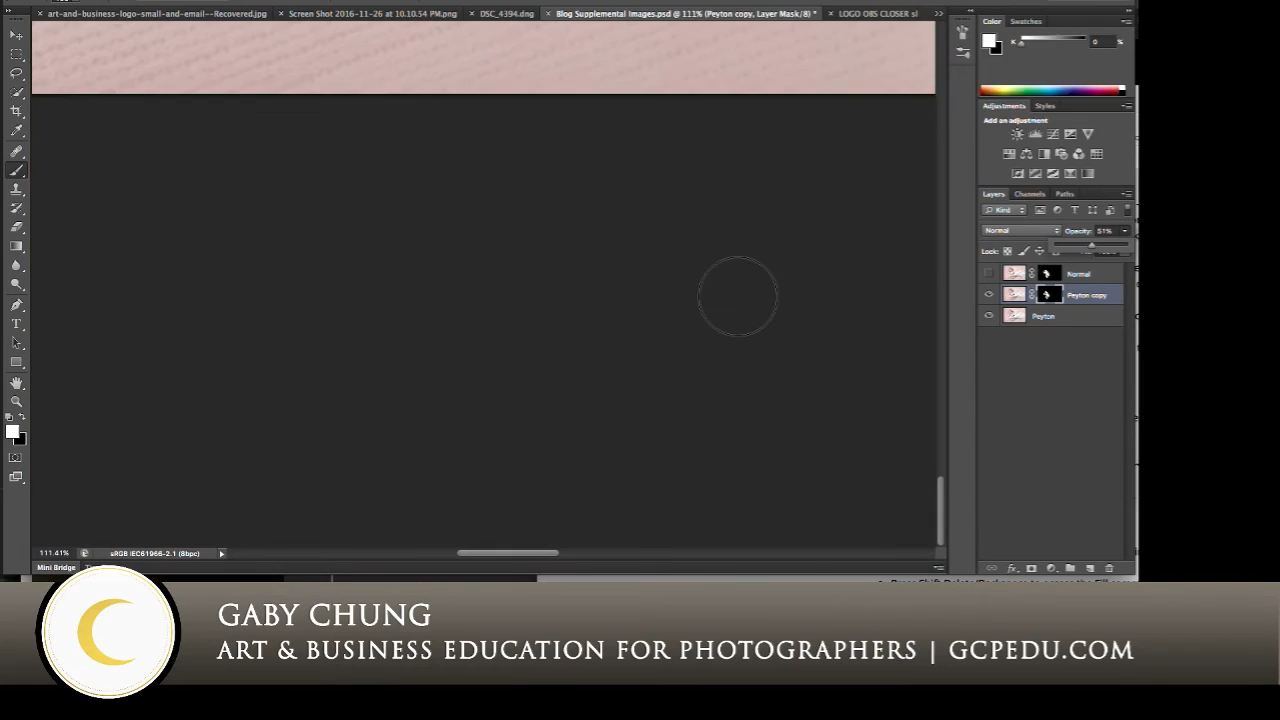 art-and-business-logo-small-and-email--Recovered.jpg
Screen Shot 2016-11-26 at 10.10.54 PM.png
DSC_4394.dng
Blog Supplemental Images.psd @ 111% (Peyton copy, Layer Mask/8) *
LOGO OBS CLOSER sl
Color
Swatches
K
0
%
Adjustments
Styles
Add an adjustment
Layers
Channels
Paths
Kind
Normal
Opacity: 51%
Lock:
Normal
Peyton copy
Peyton
111.41%
sRGB IEC61966-2.1 (8bpc)
Mini Bridge
GABY CHUNG
ART & BUSINESS EDUCATION FOR PHOTOGRAPHERS | GCPEDU.COM